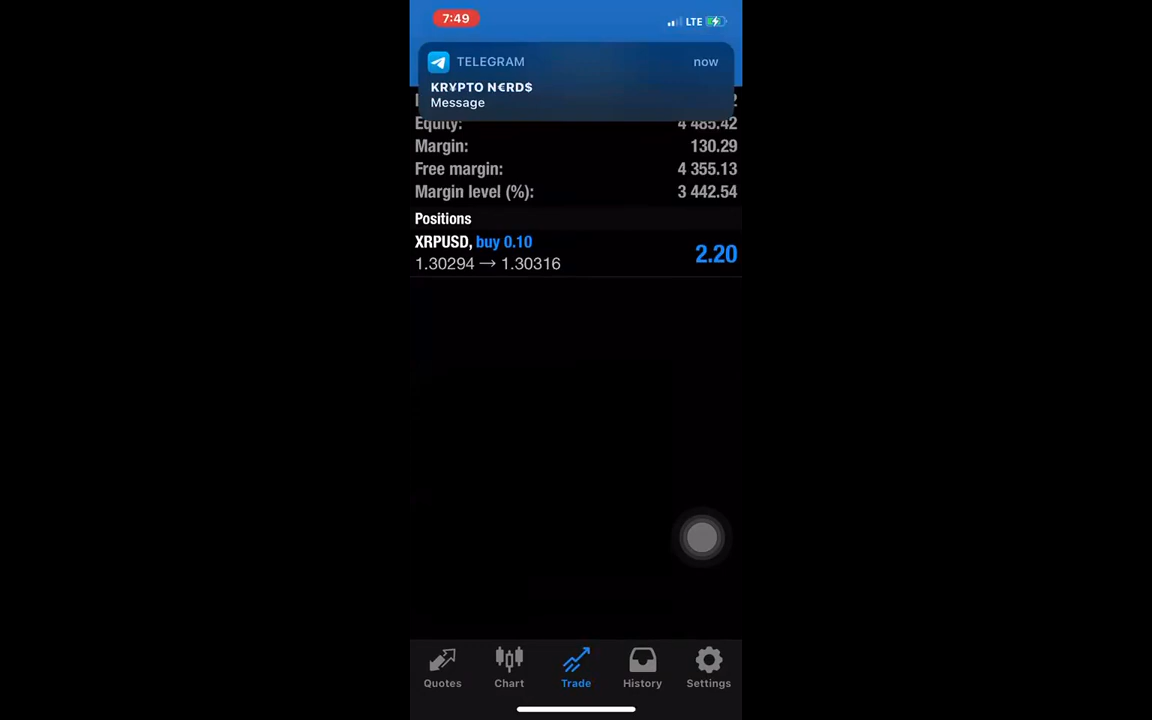 7:49
LTE
TELEGRAM
now
KR¥PTO N€RD$
Message
Equity: 4 485.42
Margin: 130.29
Free margin: 4 355.13
Margin level (%): 3 442.54
Positions
XRPUSD, buy 0.10
2.20
1.30294 → 1.30316
Quotes
Chart
Trade
History
Settings